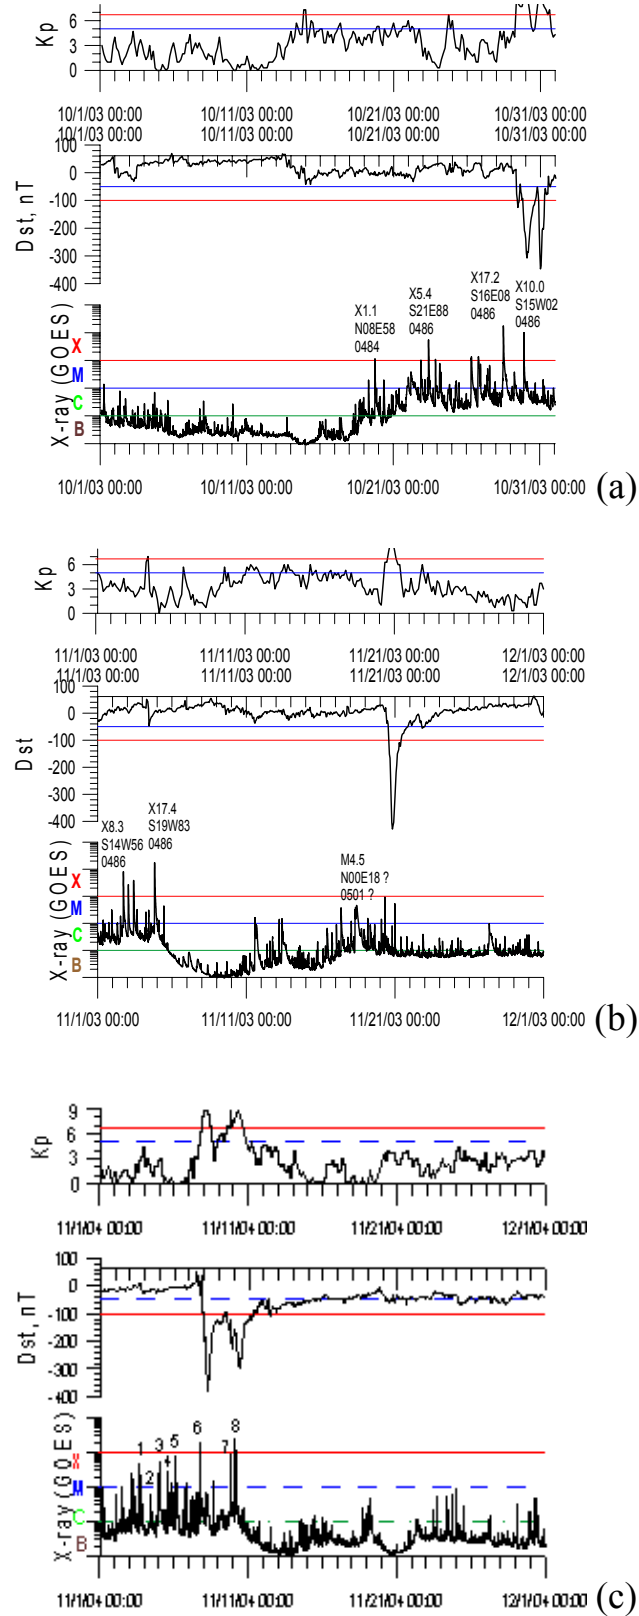 Kp
6
3
0
10/1/03 00:00 10/11/03 00:00 10/21/03 00:00 10/31/03 00:00
10/1/03 00:00 10/11/03 00:00 10/21/03 00:00 10/31/03 00:00
Dst, nT
100
0
-100
-200
-300
-400
X-ray (GOES)
X
M
C
B
X1.1
N08E58
0484
X5.4
S21E88
0486
X17.2
S16E08
0486
X10.0
S15W02
0486
10/1/03 00:00 10/11/03 00:00 10/21/03 00:00 10/31/03 00:00
(a)
Kp
6
3
0
11/1/03 00:00 11/11/03 00:00 11/21/03 00:00 12/1/03 00:00
11/1/03 00:00 11/11/03 00:00 11/21/03 00:00 12/1/03 00:00
Dst
100
0
-100
-200
-300
-400
X-ray (GOES)
X
M
C
B
X8.3
S14W56
0486
X17.4
S19W83
0486
M4.5
N00E18 ?
0501 ?
11/1/03 00:00 11/11/03 00:00 11/21/03 00:00 12/1/03 00:00
(b)
Kp
9
6
3
0
11/1/04 00:00 11/11/04 00:00 11/21/04 00:00 12/1/04 00:00
Dst, nT
100
0
-100
-200
-300
-400
X-ray (GOES)
X
M
C
B
1
2
3
4
5
6
7
8
11/1/04 00:00 11/11/04 00:00 11/21/04 00:00 12/1/04 00:00
(c)